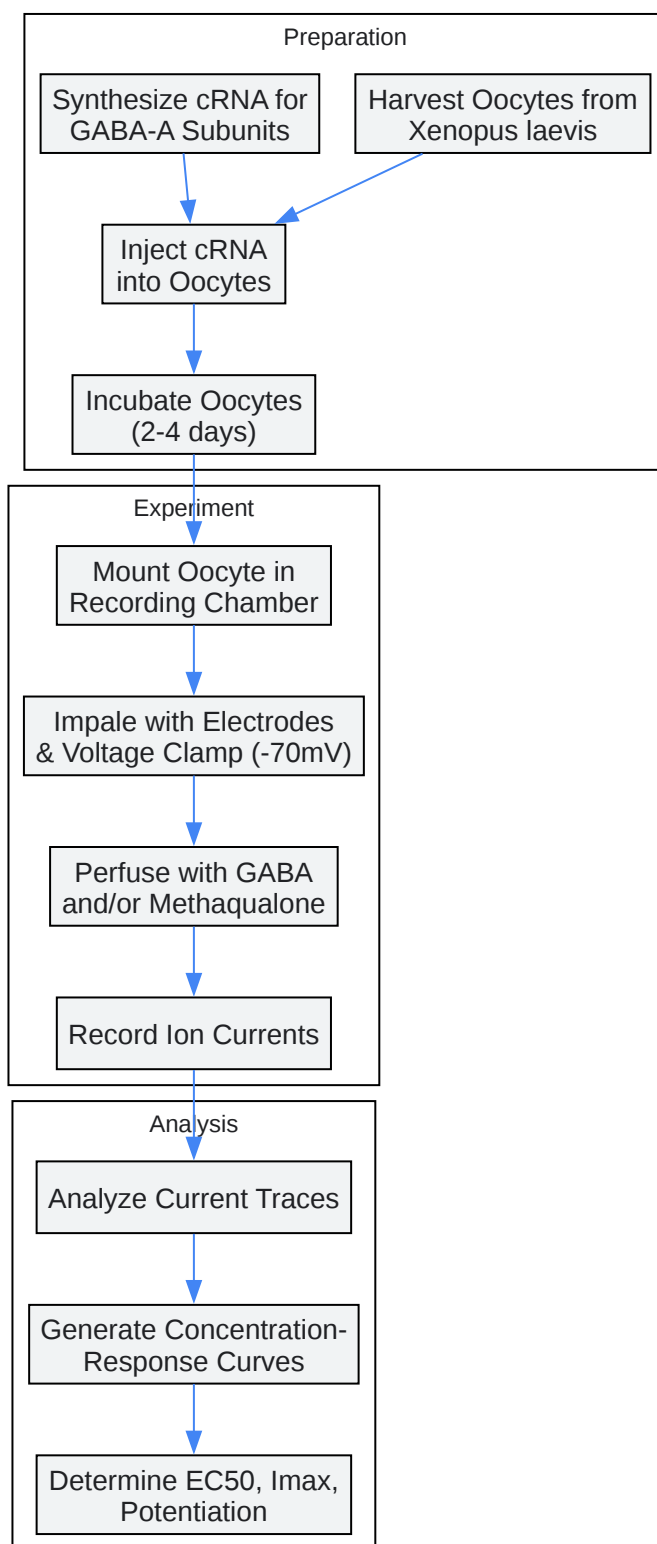 Preparation
Synthesize cRNA for
GABA-A Subunits
Harvest Oocytes from
Xenopus laevis
Inject cRNA
into Oocytes
Incubate Oocytes
(2-4 days)
Experiment
Mount Oocyte in
Recording Chamber
Impale with Electrodes
& Voltage Clamp (-70mV)
Perfuse with GABA
and/or Methaqualone
Record Ion Currents
Analysis
Analyze Current Traces
Generate Concentration-
Response Curves
Determine EC50, Imax,
Potentiation